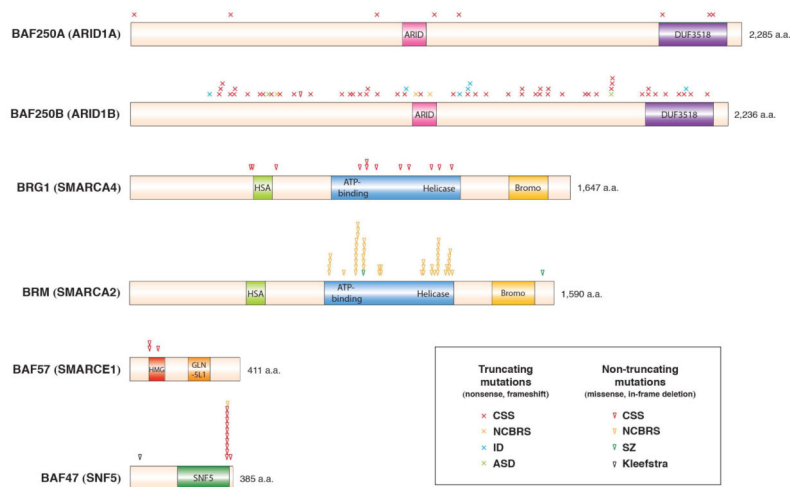 BAF250A (ARID1A)
ARID
DUF3518
2,285 a.a.
BAF250B (ARID1B)
ARID
DUF3518
2,236 a.a.
BRG1 (SMARCA4)
HSA
ATP-
binding
Helicase
Bromo
1,647 a.a.
BRM (SMARCA2)
HSA
ATP-
binding
Helicase
Bromo
1,590 a.a.
BAF57 (SMARCE1)
HMG
GLN
-SL1
411 a.a.
BAF47 (SNF5)
SNF5
385 a.a.
Truncating
mutations
(nonsense, frameshift)
CSS
NCBRS
ID
ASD
Non-truncating
mutations
(missense, in-frame deletion)
CSS
NCBRS
SZ
Kleefstra